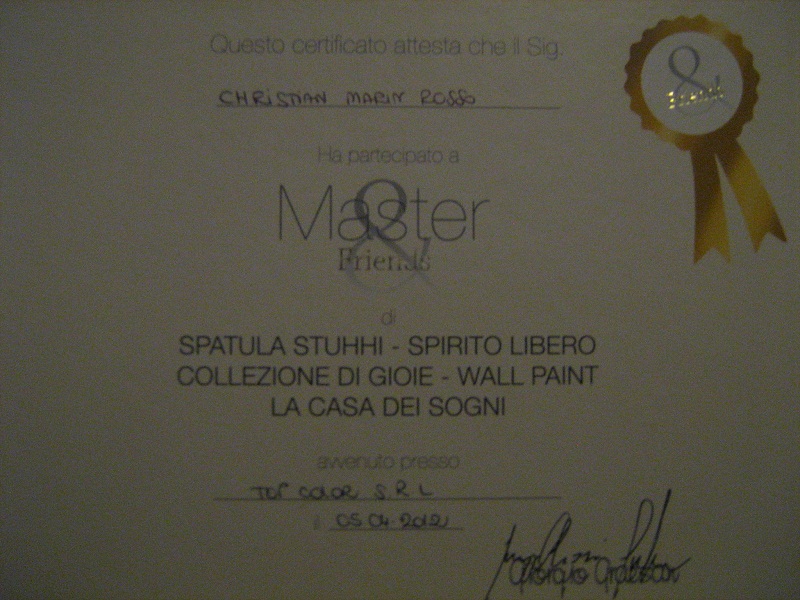 Questo certificato attesta che il Sig.
CHRISTIAN MARIN ROSSO
Ha partecipato a
Master
&
Friends
di
SPATULA STUHHI - SPIRITO LIBERO
COLLEZIONE DI GIOIE - WALL PAINT
LA CASA DEI SOGNI
avvenuto presso
TOP COLOR S.R.L
il 05 04 2012